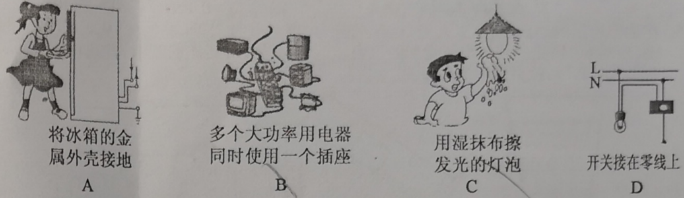 将冰箱的金
属外壳接地
A
多个大功率用电器
同时使用一个插座
B
用湿抹布擦
发光的灯泡
C
L
N
开关接在零线上
D